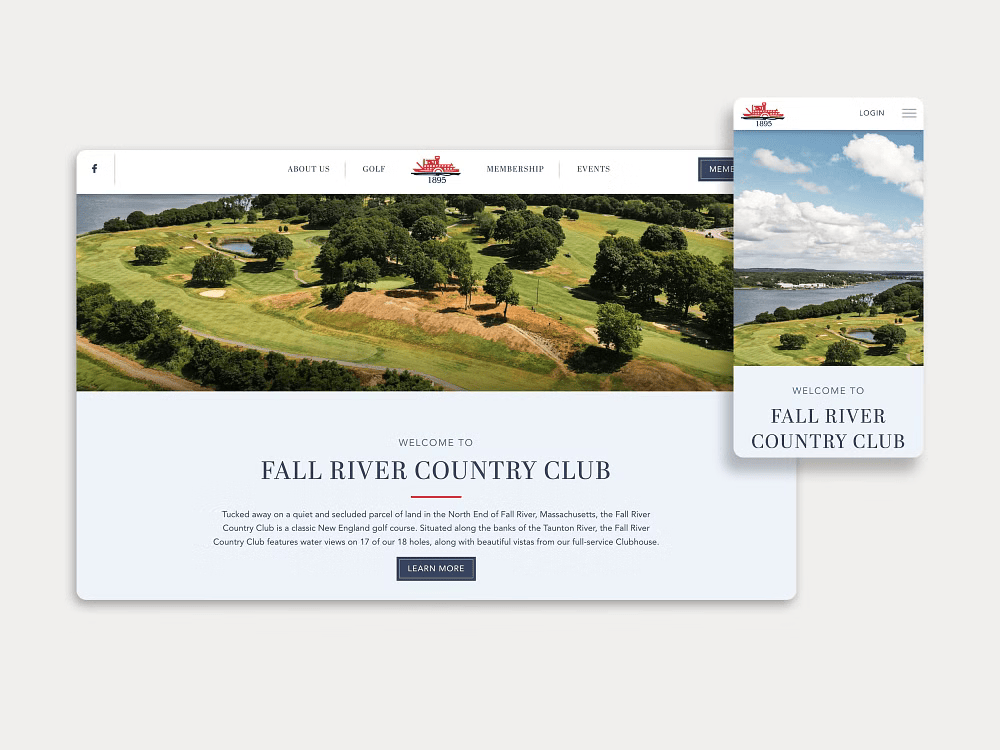 ABOUT US
GOLF
1895
MEMBERSHIP
EVENTS
WELCOME TO
FALL RIVER COUNTRY CLUB
Tucked away on a quiet and secluded parcel of land in the North End of Fall River, Massachusetts, the Fall River
Country Club is a classic New England golf course. Situated along the banks of the Taunton River, the Fall River
Country Club features water views on 17 of our 18 holes, along with beautiful vistas from our full-service Clubhouse.
LEARN MORE
1895
LOGIN
WELCOME TO
FALL RIVER
COUNTRY CLUB